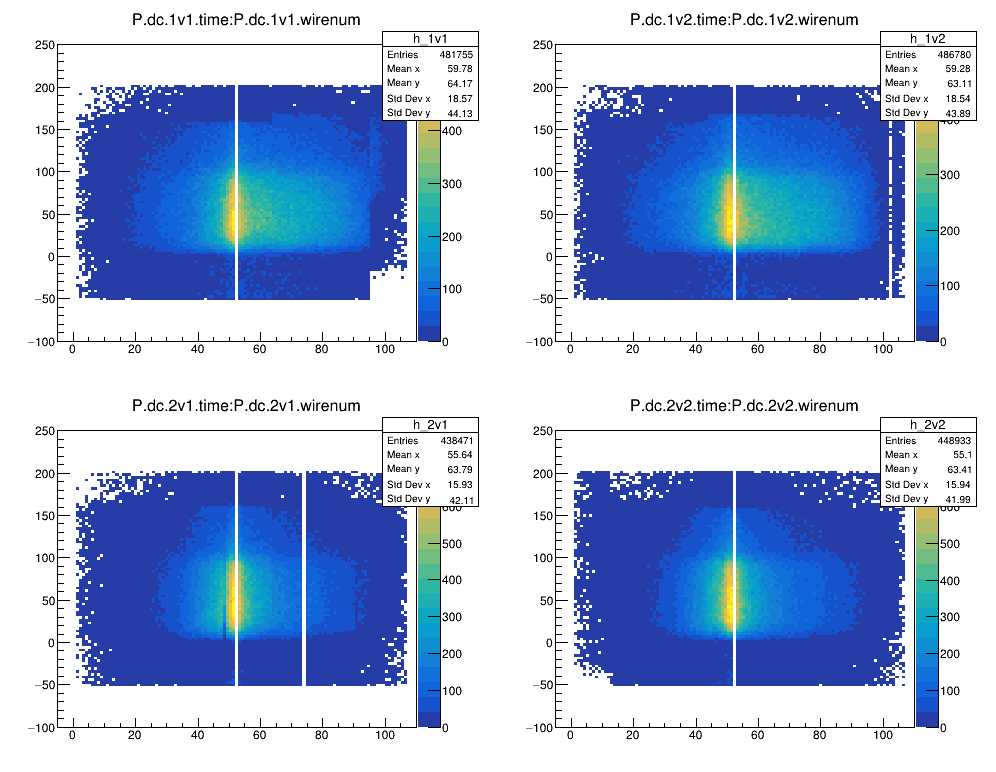 P.dc.1v1.time:P.dc.1v1.wirenum
h_1v1
Entries 481755
Mean x 59.78
Mean y 64.17
Std Dev x 18.57
Std Dev y 44.13
250
200
150
100
50
0
−50
−100
0 20 40 60 80 100
400
300
200
100
0
P.dc.1v2.time:P.dc.1v2.wirenum
h_1v2
Entries 486780
Mean x 59.28
Mean y 63.11
Std Dev x 18.54
Std Dev y 43.89
250
200
150
100
50
0
−50
−100
0 20 40 60 80 100
400
300
200
100
0
P.dc.2v1.time:P.dc.2v1.wirenum
h_2v1
Entries 438471
Mean x 55.64
Mean y 63.79
Std Dev x 15.93
Std Dev y 42.11
250
200
150
100
50
0
−50
−100
0 20 40 60 80 100
600
500
400
300
200
100
0
P.dc.2v2.time:P.dc.2v2.wirenum
h_2v2
Entries 448933
Mean x 55.1
Mean y 63.41
Std Dev x 15.94
Std Dev y 41.99
250
200
150
100
50
0
−50
−100
0 20 40 60 80 100
600
500
400
300
200
100
0